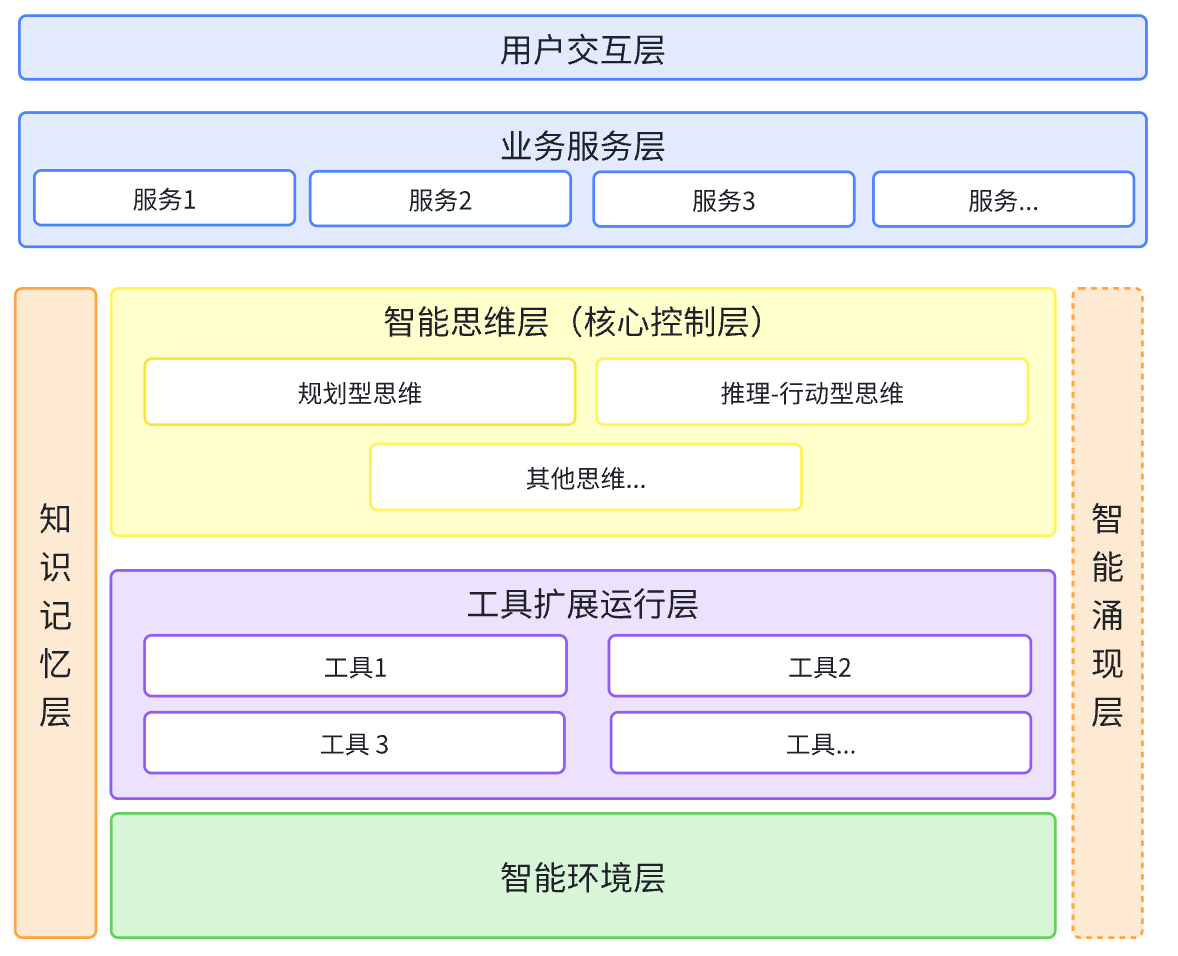 用户交互层
业务服务层
服务1
服务2
服务3
服务...
知识记忆层
智能思维层（核心控制层）
规划型思维
推理-行动型思维
其他思维...
工具扩展运行层
工具1
工具2
工具 3
工具...
智能环境层
智能涌现层